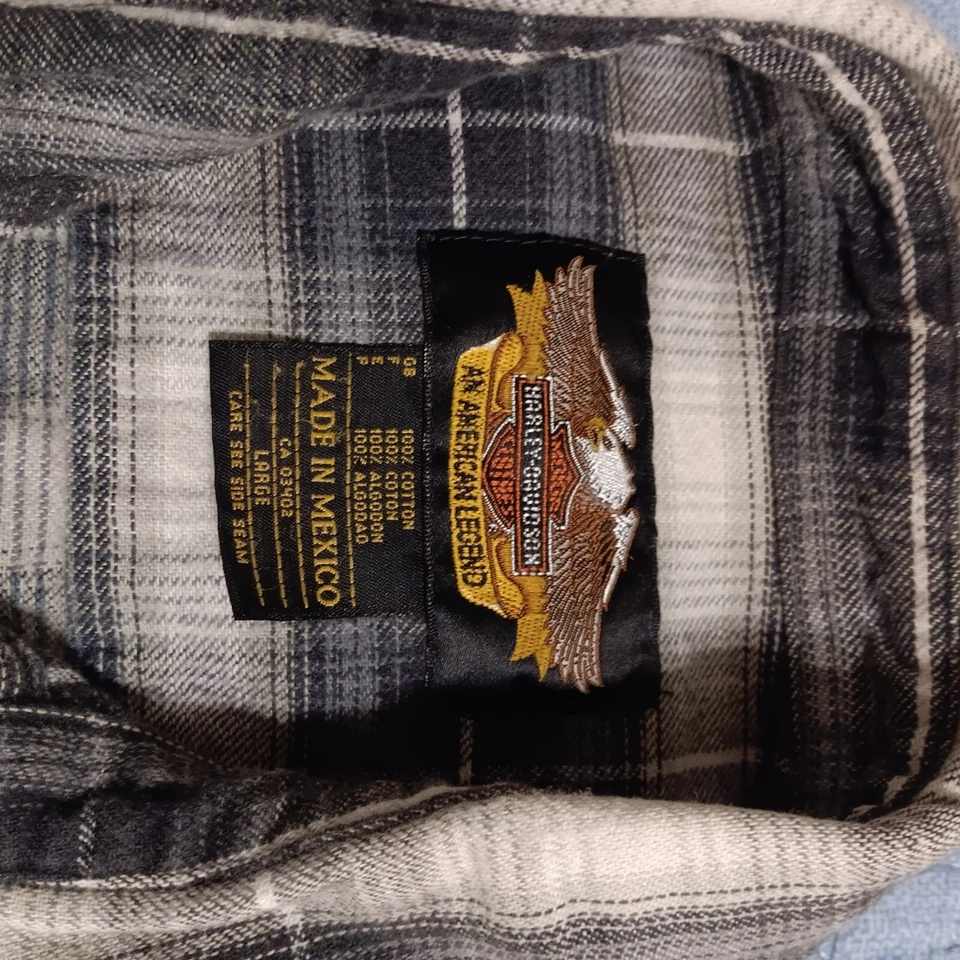 HARLEY-DAVIDSON
AN AMERICAN LEGEND
GB 100% COTTON
F 100% COTON
E 100% ALGODON
P 100% ALGODAO
MADE IN MEXICO
CA 03402
LARGE
CARE SEE SIDE SEAM